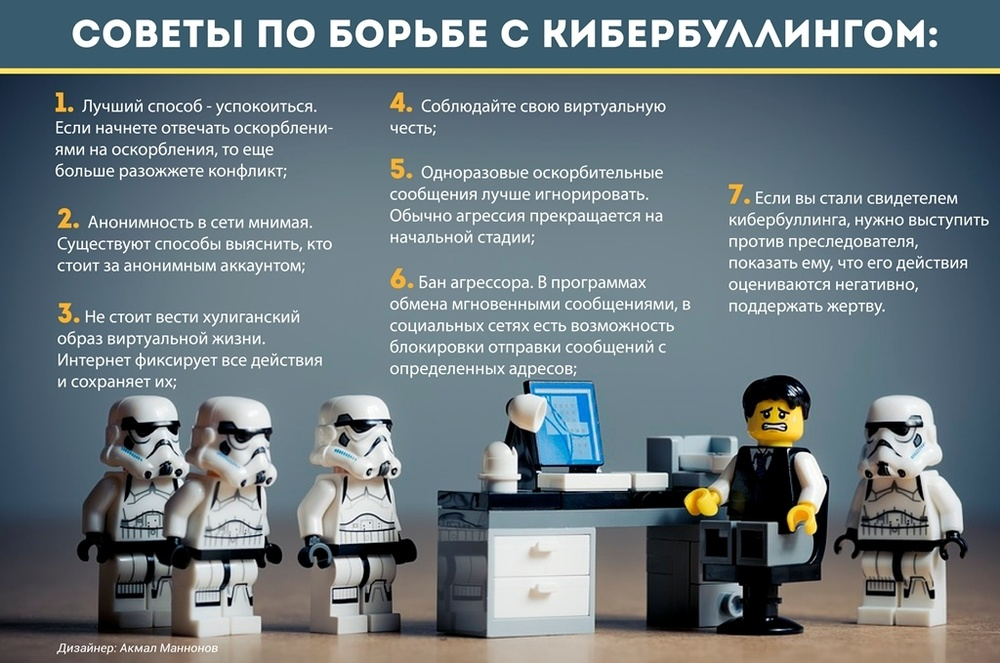 СОВЕТЫ ПО БОРЬБЕ С КИБЕРБУЛЛИНГОМ:
1. Лучший способ - успокоиться.
Если начнете отвечать оскорблени-
ями на оскорбления, то еще
больше разожжете конфликт;
2. Анонимность в сети мнимая.
Существуют способы выяснить, кто
стоит за анонимным аккаунтом;
3. Не стоит вести хулиганский
образ виртуальной жизни.
Интернет фиксирует все действия
и сохраняет их;
4. Соблюдайте свою виртуальную
честь;
5. Одноразовые оскорбительные
сообщения лучше игнорировать.
Обычно агрессия прекращается на
начальной стадии;
6. Бан агрессора. В программах
обмена мгновенными сообщениями, в
социальных сетях есть возможность
блокировки отправки сообщений с
определенных адресов;
7. Если вы стали свидетелем
кибербуллинга, нужно выступить
против преследователя,
показать ему, что его действия
оцениваются негативно,
поддержать жертву.
Дизайнер: Акмал Маннонов